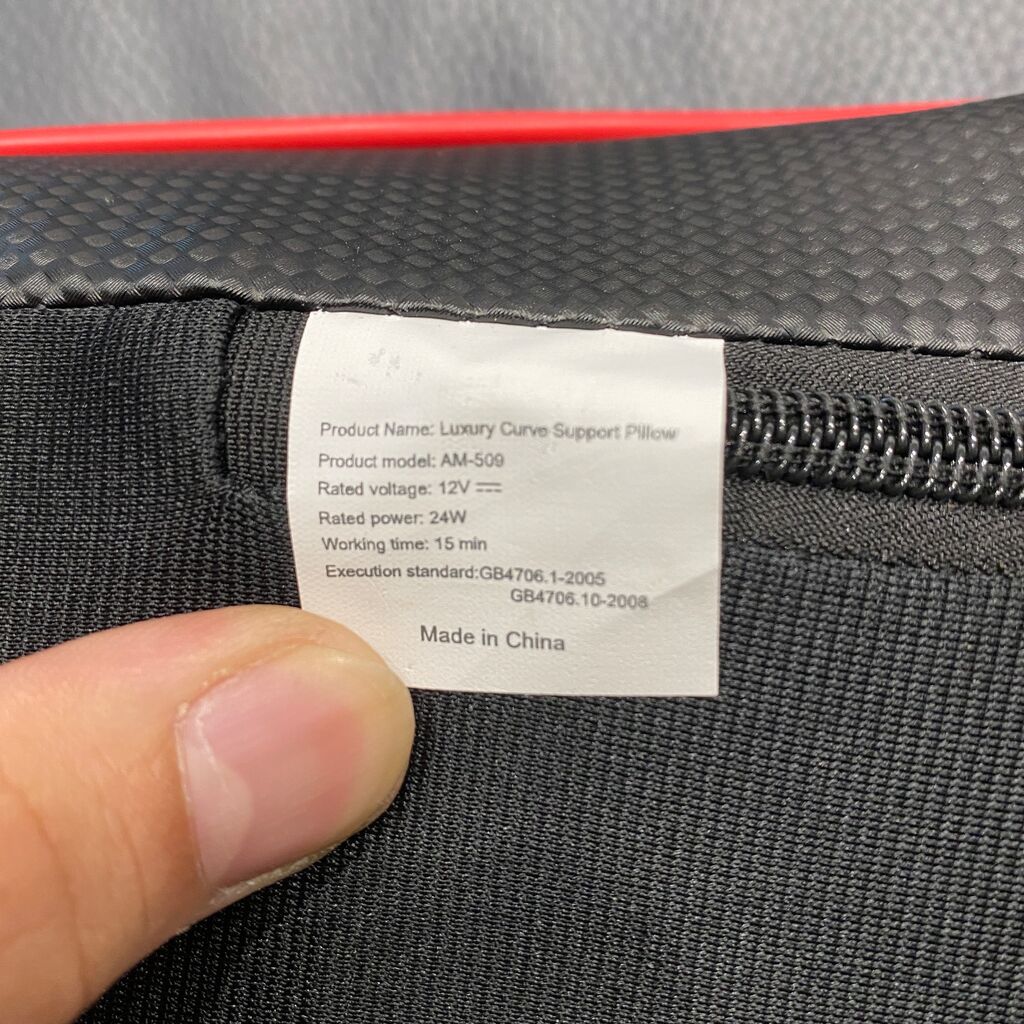 Product Name: Luxury Curve Support Pillow
Product model: AM-509
Rated voltage: 12V ⎓
Rated power: 24W
Working time: 15 min
Execution standard:GB4706.1-2005
GB4706.10-2008
Made in China